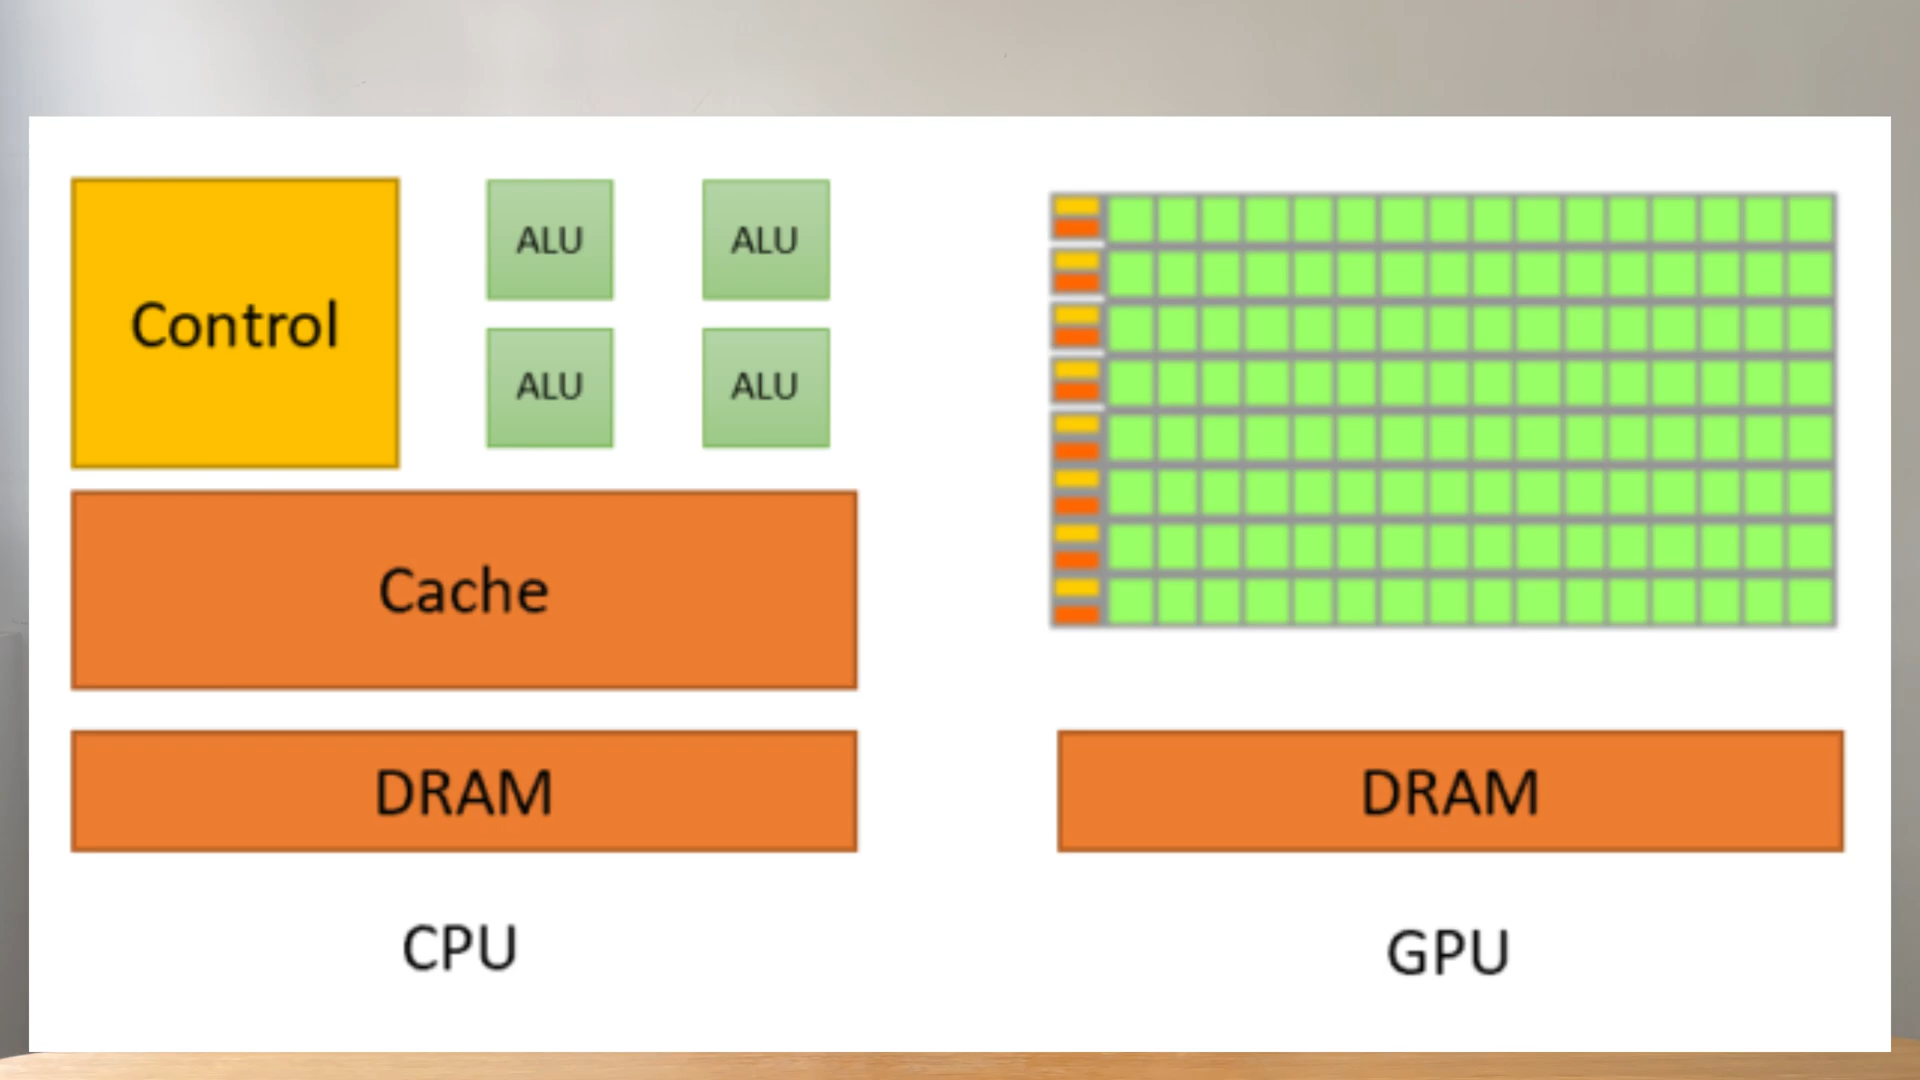 Control
ALU ALU
ALU ALU
Cache
DRAM
CPU
DRAM
GPU